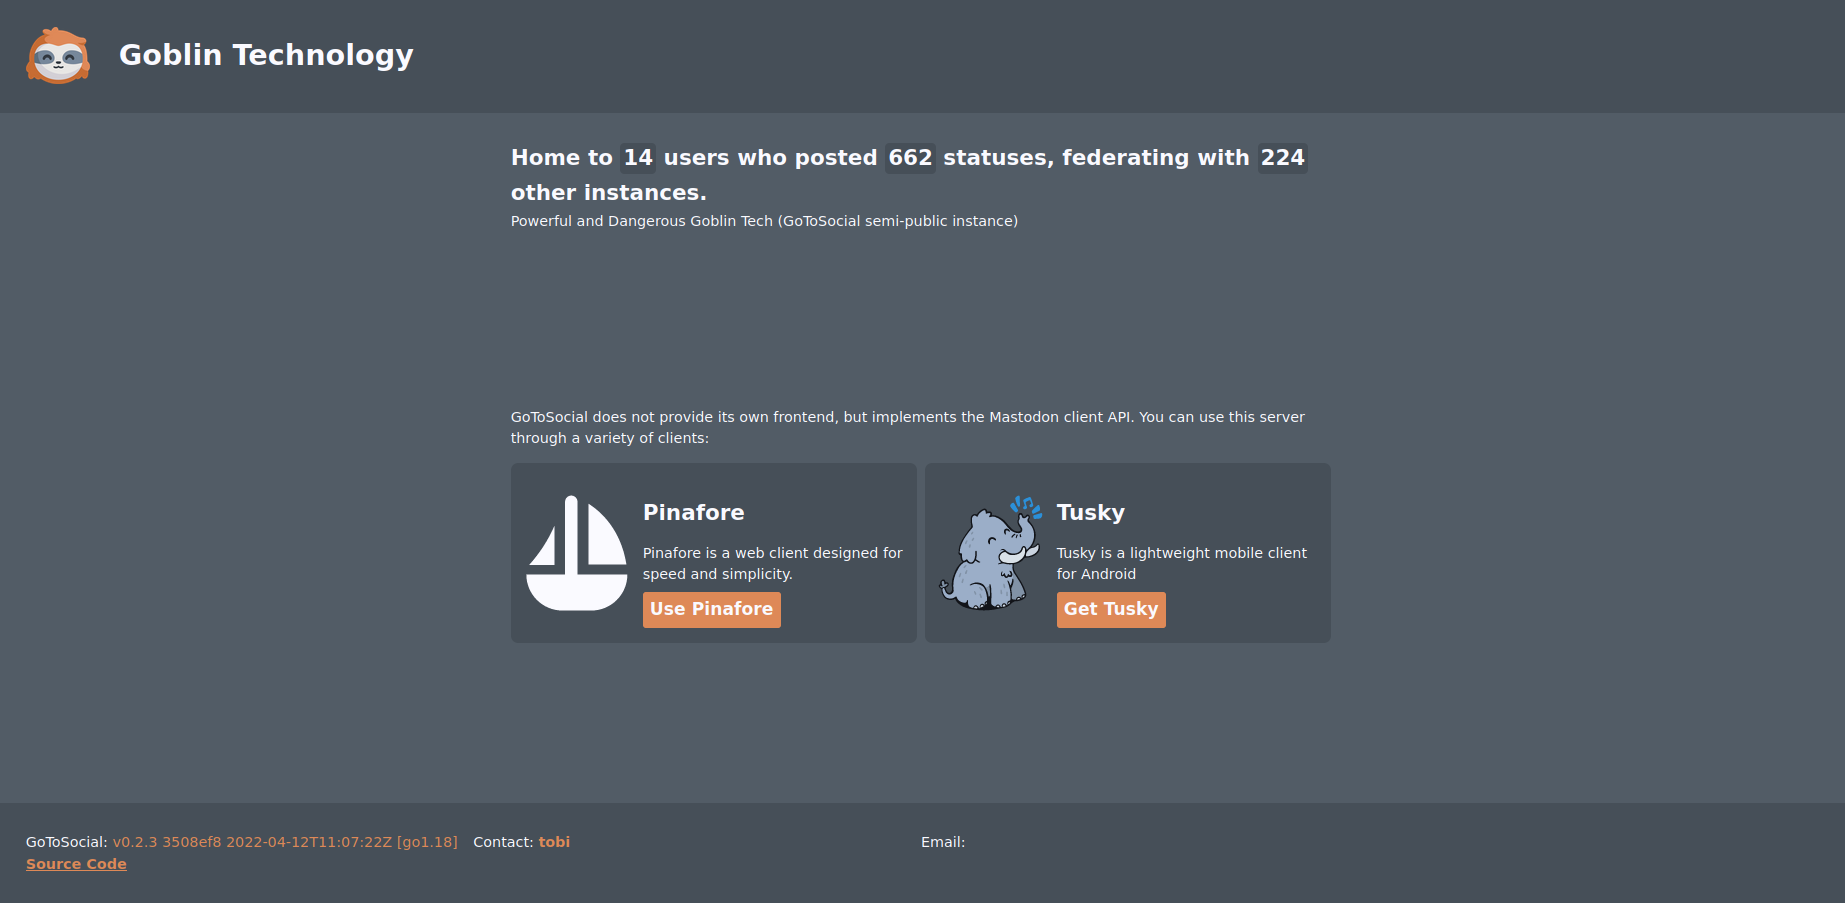 Goblin Technology
Home to 14 users who posted 662 statuses, federating with 224
other instances.
Powerful and Dangerous Goblin Tech (GoToSocial semi-public instance)
GoToSocial does not provide its own frontend, but implements the Mastodon client API. You can use this server
through a variety of clients:
Pinafore
Pinafore is a web client designed for
speed and simplicity.
Use Pinafore
Tusky
Tusky is a lightweight mobile client
for Android
Get Tusky
GoToSocial: v0.2.3 3508ef8 2022-04-12T11:07:22Z [go1.18]
Source Code
Contact: tobi
Email: